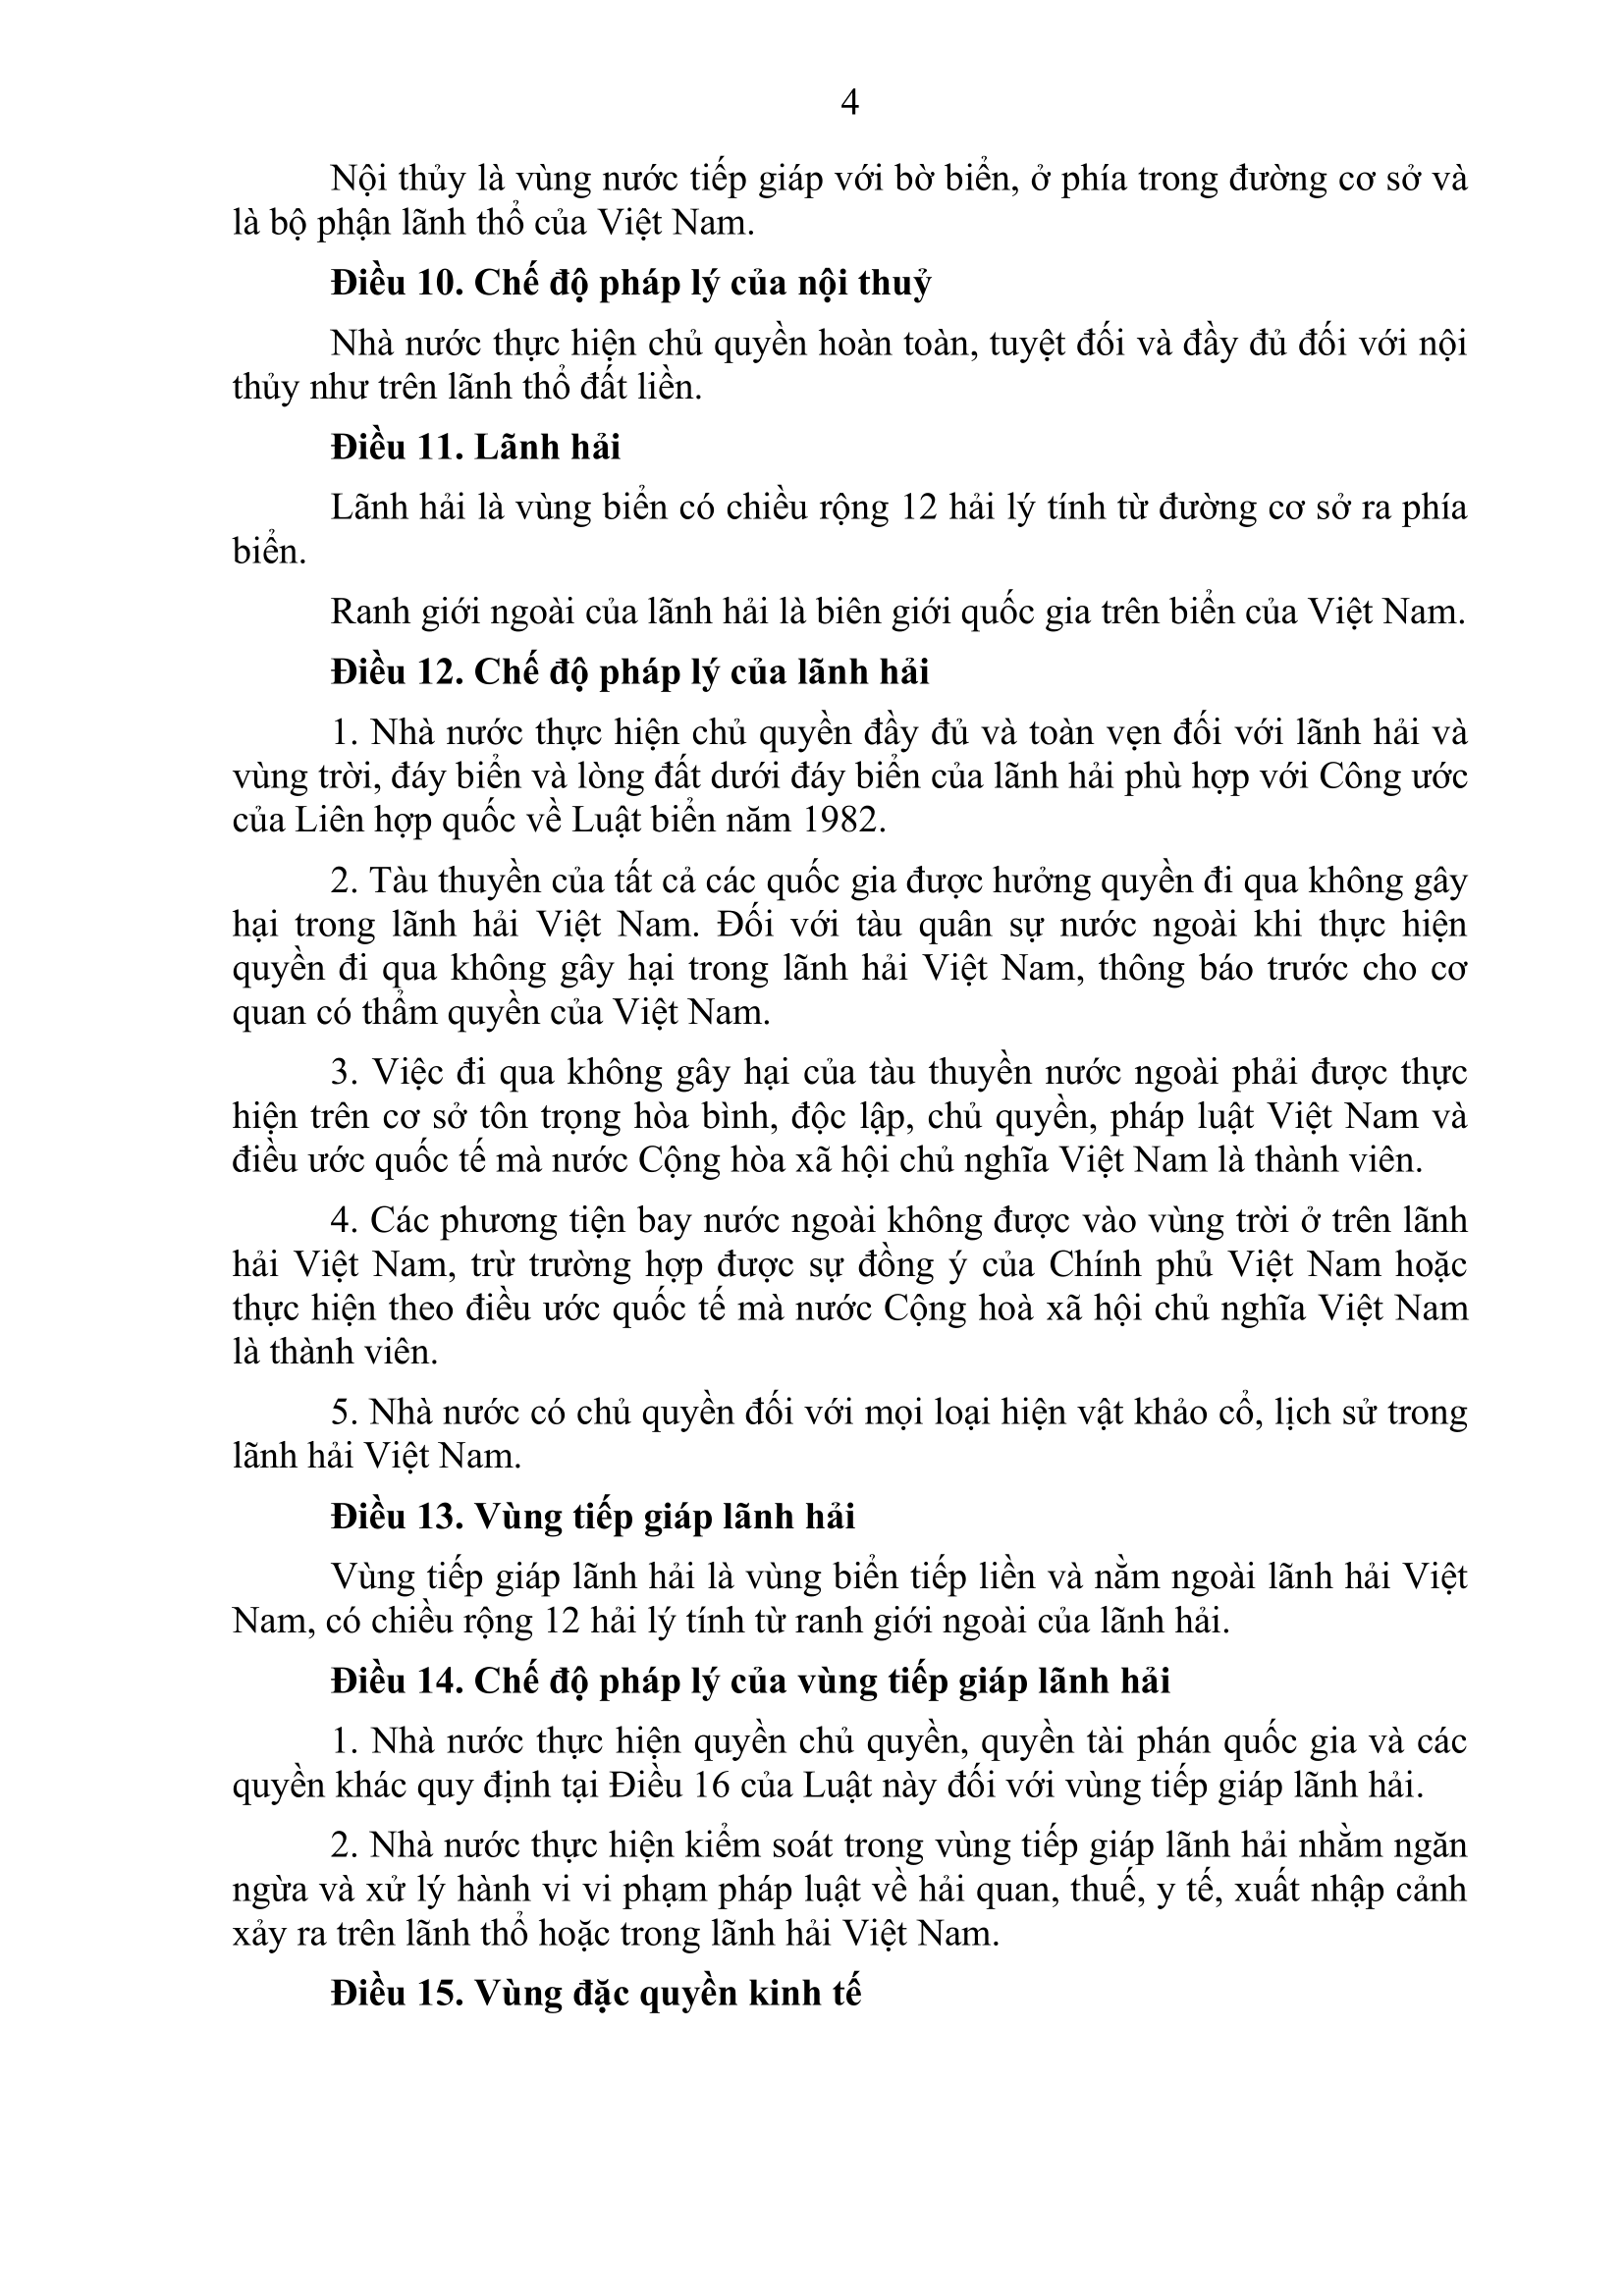 4
Nội thủy là vùng nước tiếp giáp với bờ biển, ở phía trong đường cơ sở và
là bộ phận lãnh thổ của Việt Nam.
Điều 10. Chế độ pháp lý của nội thuỷ
Nhà nước thực hiện chủ quyền hoàn toàn, tuyệt đối và đầy đủ đối với nội
thủy như trên lãnh thổ đất liền.
Điều 11. Lãnh hải
Lãnh hải là vùng biển có chiều rộng 12 hải lý tính từ đường cơ sở ra phía
biển.
Ranh giới ngoài của lãnh hải là biên giới quốc gia trên biển của Việt Nam.
Điều 12. Chế độ pháp lý của lãnh hải
1. Nhà nước thực hiện chủ quyền đầy đủ và toàn vẹn đối với lãnh hải và
vùng trời, đáy biển và lòng đất dưới đáy biển của lãnh hải phù hợp với Công ước
của Liên hợp quốc về Luật biển năm 1982.
2. Tàu thuyền của tất cả các quốc gia được hưởng quyền đi qua không gây
hại trong lãnh hải Việt Nam. Đối với tàu quân sự nước ngoài khi thực hiện
quyền đi qua không gây hại trong lãnh hải Việt Nam, thông báo trước cho cơ
quan có thẩm quyền của Việt Nam.
3. Việc đi qua không gây hại của tàu thuyền nước ngoài phải được thực
hiện trên cơ sở tôn trọng hòa bình, độc lập, chủ quyền, pháp luật Việt Nam và
điều ước quốc tế mà nước Cộng hòa xã hội chủ nghĩa Việt Nam là thành viên.
4. Các phương tiện bay nước ngoài không được vào vùng trời ở trên lãnh
hải Việt Nam, trừ trường hợp được sự đồng ý của Chính phủ Việt Nam hoặc
thực hiện theo điều ước quốc tế mà nước Cộng hoà xã hội chủ nghĩa Việt Nam
là thành viên.
5. Nhà nước có chủ quyền đối với mọi loại hiện vật khảo cổ, lịch sử trong
lãnh hải Việt Nam.
Điều 13. Vùng tiếp giáp lãnh hải
Vùng tiếp giáp lãnh hải là vùng biển tiếp liền và nằm ngoài lãnh hải Việt
Nam, có chiều rộng 12 hải lý tính từ ranh giới ngoài của lãnh hải.
Điều 14. Chế độ pháp lý của vùng tiếp giáp lãnh hải
1. Nhà nước thực hiện quyền chủ quyền, quyền tài phán quốc gia và các
quyền khác quy định tại Điều 16 của Luật này đối với vùng tiếp giáp lãnh hải.
2. Nhà nước thực hiện kiểm soát trong vùng tiếp giáp lãnh hải nhằm ngăn
ngừa và xử lý hành vi vi phạm pháp luật về hải quan, thuế, y tế, xuất nhập cảnh
xảy ra trên lãnh thổ hoặc trong lãnh hải Việt Nam.
Điều 15. Vùng đặc quyền kinh tế